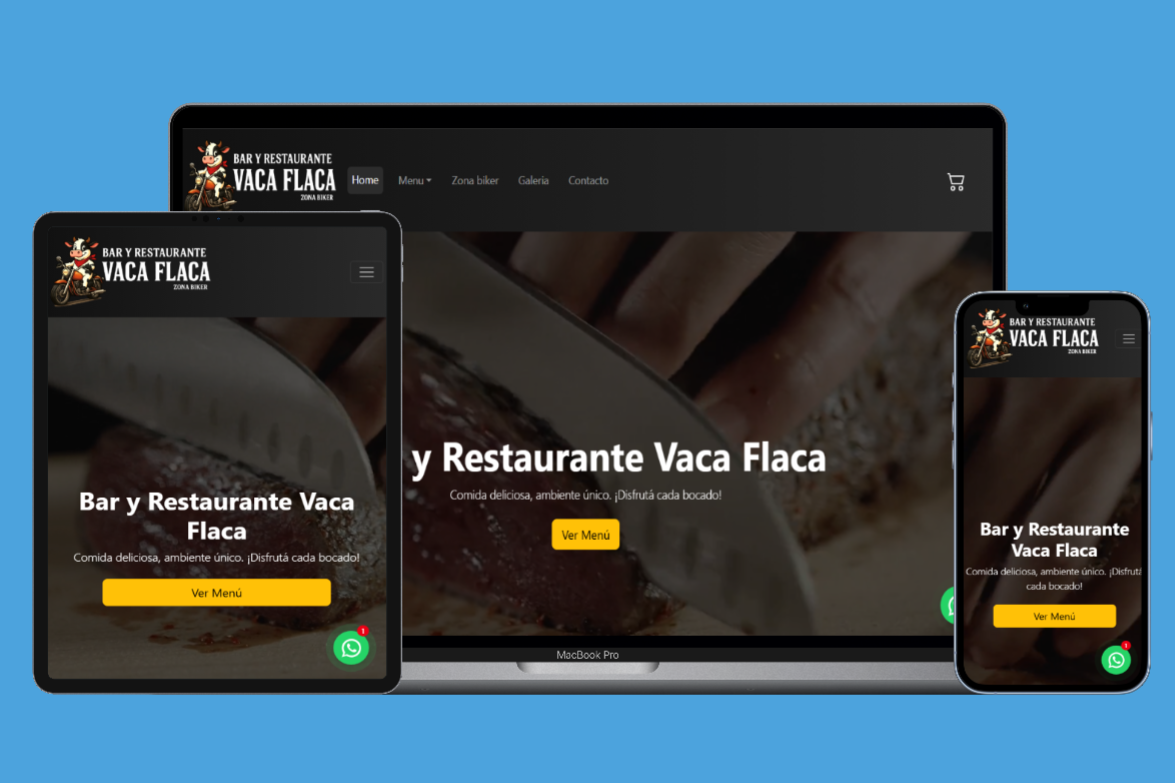 BAR Y RESTAURANTE
VACA FLACA
ZONA BIKER
Home Menu Zona biker Galeria Contacto
y Restaurante Vaca Flaca
Comida deliciosa, ambiente único. ¡Disfrutá cada bocado!
Ver Menú
MacBook Pro
BAR Y RESTAURANTE
VACA FLACA
ZONA BIKER
Bar y Restaurante Vaca
Flaca
Comida deliciosa, ambiente único. ¡Disfrutá cada bocado!
Ver Menú
1
BAR Y RESTAURANTE
VACA FLACA
ZONA BIKER
Bar y Restaurante
Vaca Flaca
Comida deliciosa, ambiente único. ¡Disfrutá
cada bocado!
Ver Menú
1